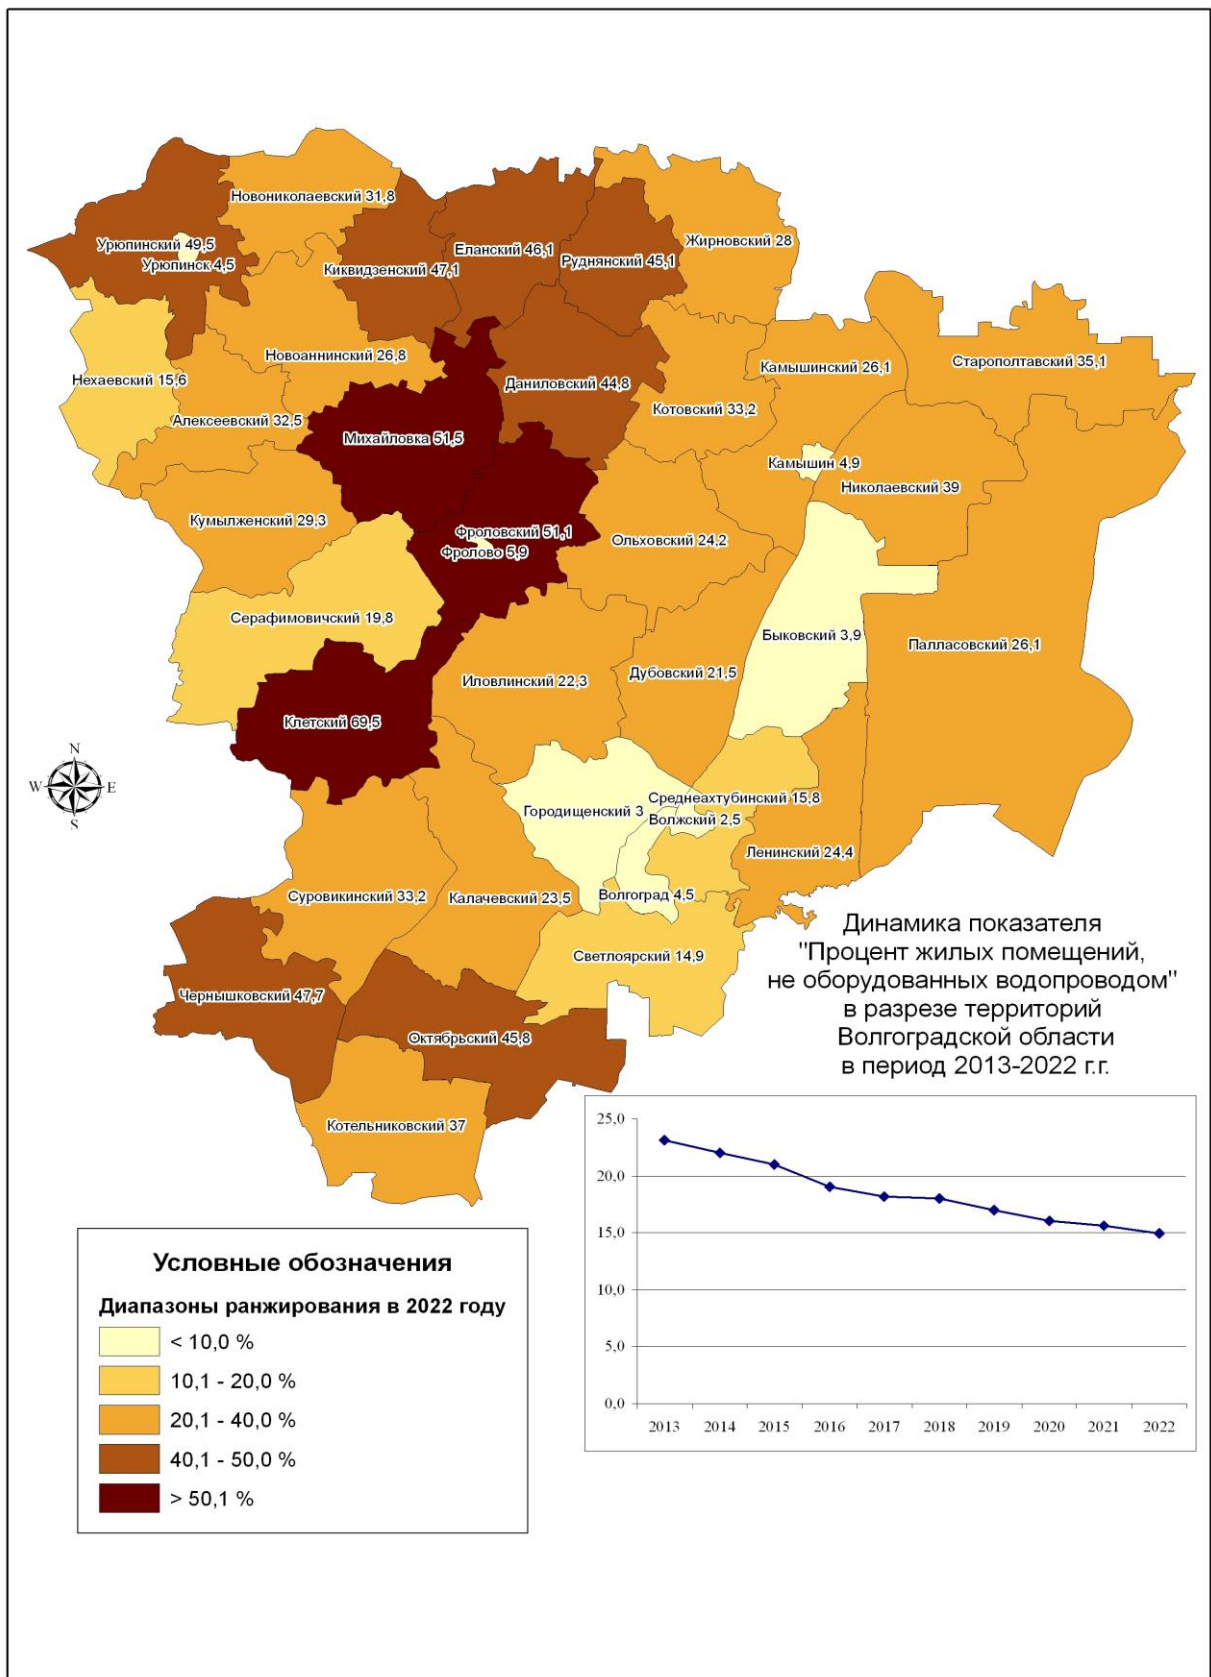 Новониколаевский 31,8
Урюпинский 49,5
Урюпинск 4,5
Киквидзенский 47,1
Еланский 46,1
Руднянский 45,1
Жирновский 28
Нехаевский 15,6
Новоаннинский 26,8
Алексеевский 32,5
Даниловский 44,8
Котовский 33,2
Камышинский 26,1
Старополтавский 35,1
Михайловка 51,5
Камышин 4,9
Николаевский 39
Кумылженский 29,3
Фроловский 51,1
Фролово 5,9
Ольховский 24,2
Серафимовичский 19,8
Быковский 3,9
Палласовский 26,1
Иловлинский 22,3
Дубовский 21,5
Клетский 69,5
N
W
E
S
Городищенский 3
Среднеахтубинский 15,8
Волжский 2,5
Ленинский 24,4
Суровикинский 33,2
Калачевский 23,5
Волгоград 4,5
Светлоярский 14,9
Чернышковский 47,7
Октябрьский 45,8
Котельниковский 37
Динамика показателя
"Процент жилых помещений,
не оборудованных водопроводом"
в разрезе территорий
Волгоградской области
в период 2013-2022 г.г.
25,0
20,0
15,0
10,0
5,0
0,0
2013 2014 2015 2016 2017 2018 2019 2020 2021 2022
Условные обозначения
Диапазоны ранжирования в 2022 году
< 10,0 %
10,1 - 20,0 %
20,1 - 40,0 %
40,1 - 50,0 %
> 50,1 %